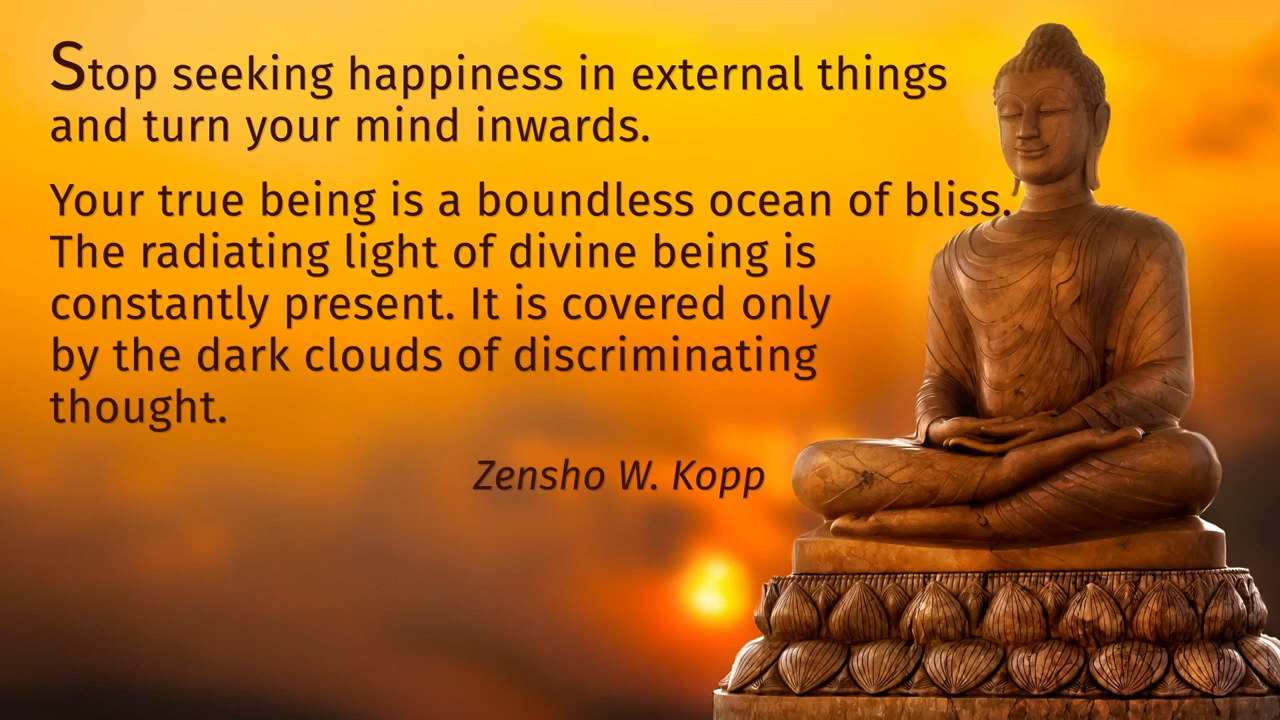 Stop seeking happiness in external things
and turn your mind inwards.
Your true being is a boundless ocean of bliss.
The radiating light of divine being is
constantly present. It is covered only
by the dark clouds of discriminating
thought.
Zensho W. Kopp